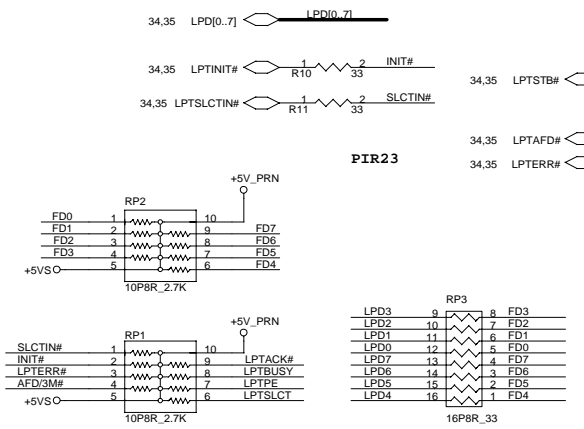 34,35 LPD[0..7] LPD[0..7]
34,35 LPTINIT# 1 R10 2 33 INIT#
34,35 LPTSTB#
34,35 LPTSLCTIN# 1 R11 2 33 SLCTIN#
34,35 LPTAFD#
PIR23
34,35 LPTERR#
+5V_PRN
RP2
FD0 1 10
FD1 2 9 FD7
FD2 3 8 FD6
FD3 4 7 FD5
+5VS 5 6 FD4
10P8R_2.7K
+5V_PRN
RP1
SLCTIN# 1 10
INIT# 2 9 LPTACK#
LPTERR# 3 8 LPTBUSY
AFD/3M# 4 7 LPTPE
+5VS 5 6 LPTSLCT
10P8R_2.7K
RP3
LPD3 9 8 FD3
LPD2 10 7 FD2
LPD1 11 6 FD1
LPD0 12 5 FD0
LPD7 13 4 FD7
LPD6 14 3 FD6
LPD5 15 2 FD5
LPD4 16 1 FD4
16P8R_33